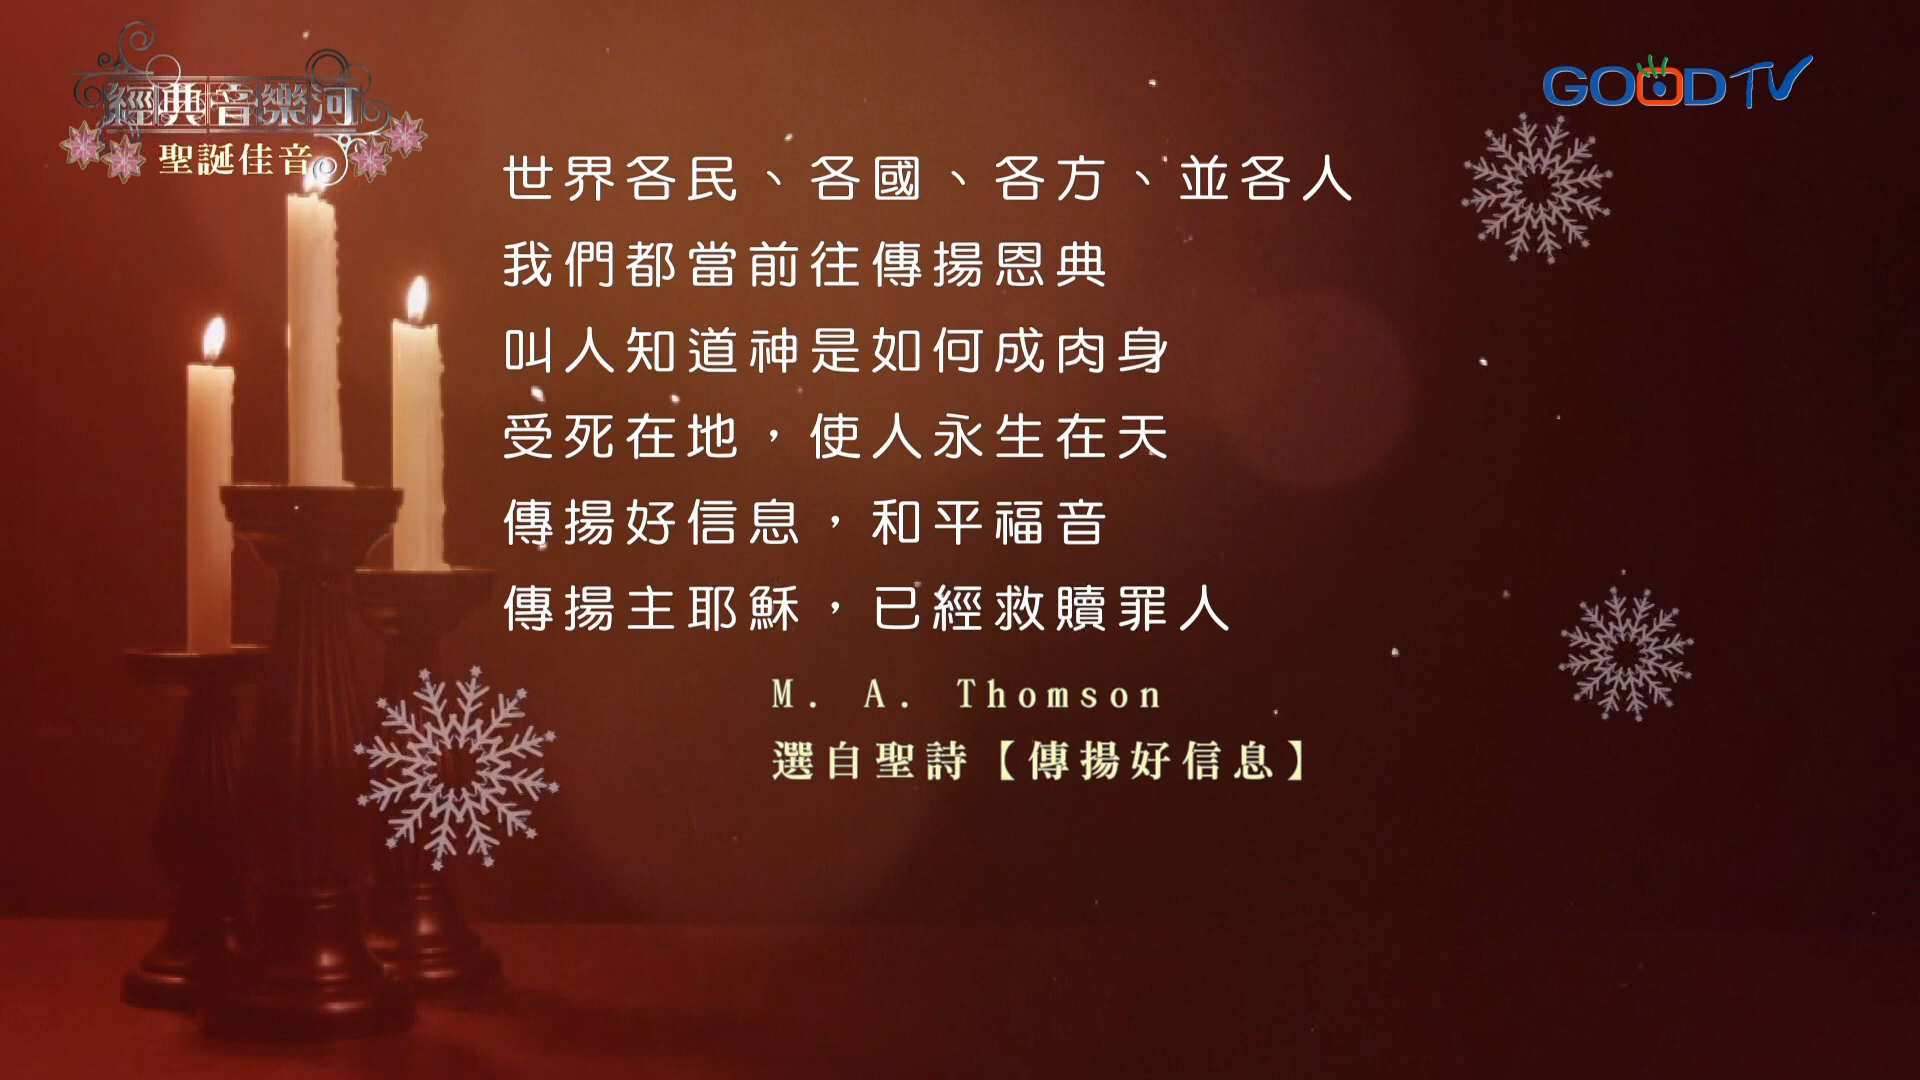 經典音樂河
聖誕佳音
GOOD TV
世界各民、各國、各方、並各人
我們都當前往傳揚恩典
叫人知道神是如何成肉身
受死在地，使人永生在天
傳揚好信息，和平福音
傳揚主耶穌，已經救贖罪人
M. A. Thomson
選自聖詩【傳揚好信息】